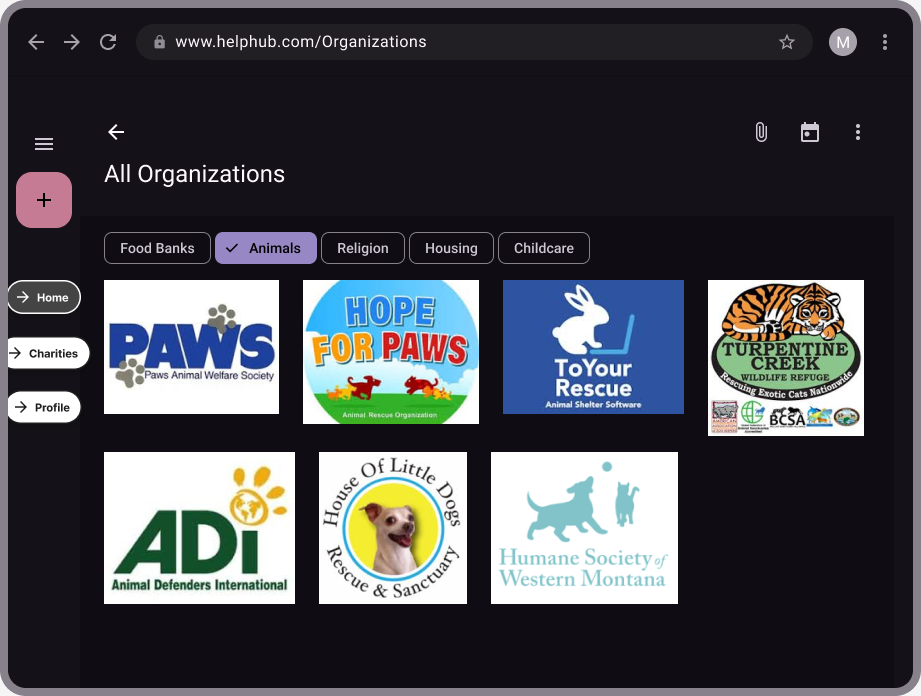 www.helphub.com/Organizations
M
All Organizations
Food Banks
Animals
Religion
Housing
Childcare
Home
Charities
Profile
PAWS
Paws Animal Welfare Society
HOPE
FOR PAWS
Animal Rescue Organization
ToYour
Rescue
Animal Shelter Software
TURPENTINE
CREEK
WILDLIFE REFUGE
Rescuing Exotic Cats Nationwide
BCSA
ADI
Animal Defenders International
House Of Little Dogs
Rescue & Sanctuary
Humane Society of
Western Montana